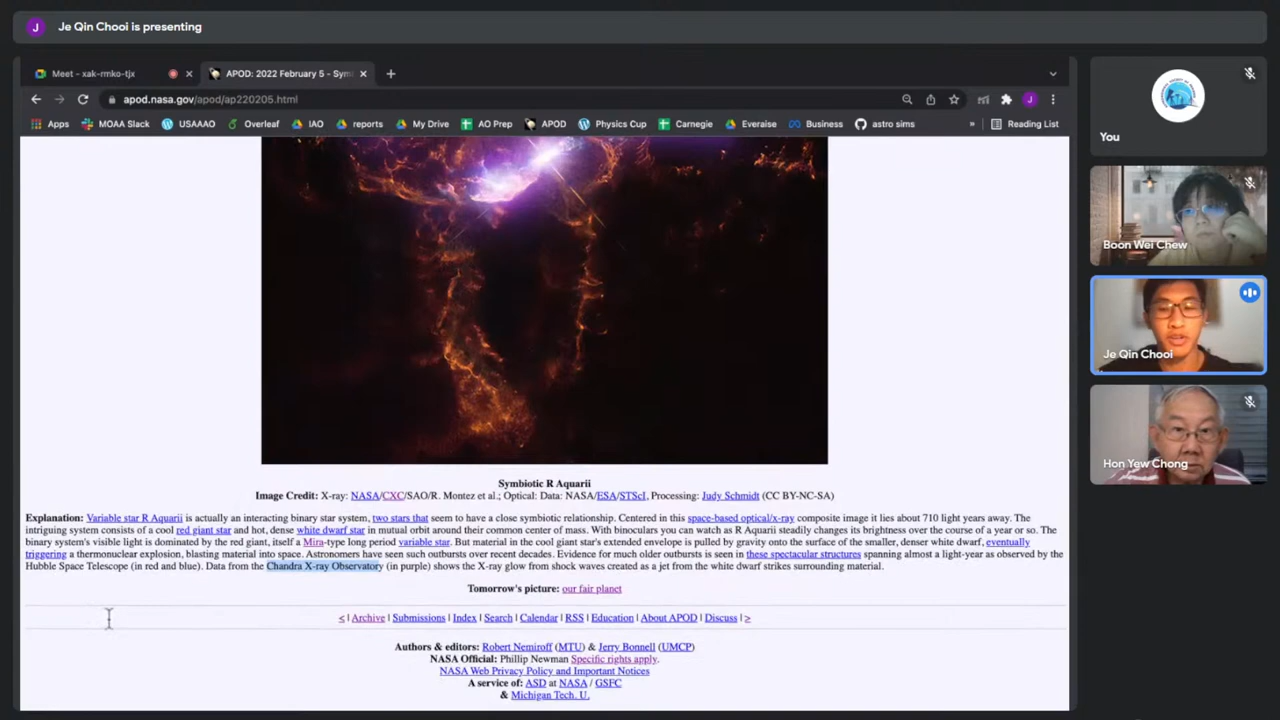 J Je Qin Chooi is presenting
Meet - xak-rmko-tjx
APOD: 2022 February 5 - Sym
apod.nasa.gov/apod/ap220205.html
J
Apps MOAA Slack USAAAO Overleaf IAO reports My Drive AO Prep APOD Physics Cup Carnegie Everaise Business astro sims » Reading List
You
Boon Wei Chew
Je Qin Chooi
Hon Yew Chong
Symbiotic R Aquarii
Image Credit: X-ray: NASA/CXC/SAO/R. Montez et al.; Optical: Data: NASA/ESA/STScI, Processing: Judy Schmidt (CC BY-NC-SA)
Explanation: Variable star R Aquarii is actually an interacting binary star system, two stars that seem to have a close symbiotic relationship. Centered in this space-based optical/x-ray composite image it lies about 710 light years away. The
intriguing system consists of a cool red giant star and hot, dense white dwarf star in mutual orbit around their common center of mass. With binoculars you can watch as R Aquarii steadily changes its brightness over the course of a year or so. The
binary system's visible light is dominated by the red giant, itself a Mira-type long period variable star. But material in the cool giant star's extended envelope is pulled by gravity onto the surface of the smaller, denser white dwarf, eventually
triggering a thermonuclear explosion, blasting material into space. Astronomers have seen such outbursts over recent decades. Evidence for much older outbursts is seen in these spectacular structures spanning almost a light-year as observed by the
Hubble Space Telescope (in red and blue). Data from the Chandra X-ray Observatory (in purple) shows the X-ray glow from shock waves created as a jet from the white dwarf strikes surrounding material.
Tomorrow's picture: our fair planet
< | Archive | Submissions | Index | Search | Calendar | RSS | Education | About APOD | Discuss | >
Authors & editors: Robert Nemiroff (MTU) & Jerry Bonnell (UMCP)
NASA Official: Phillip Newman Specific rights apply.
NASA Web Privacy Policy and Important Notices
A service of: ASD at NASA / GSFC
& Michigan Tech. U.